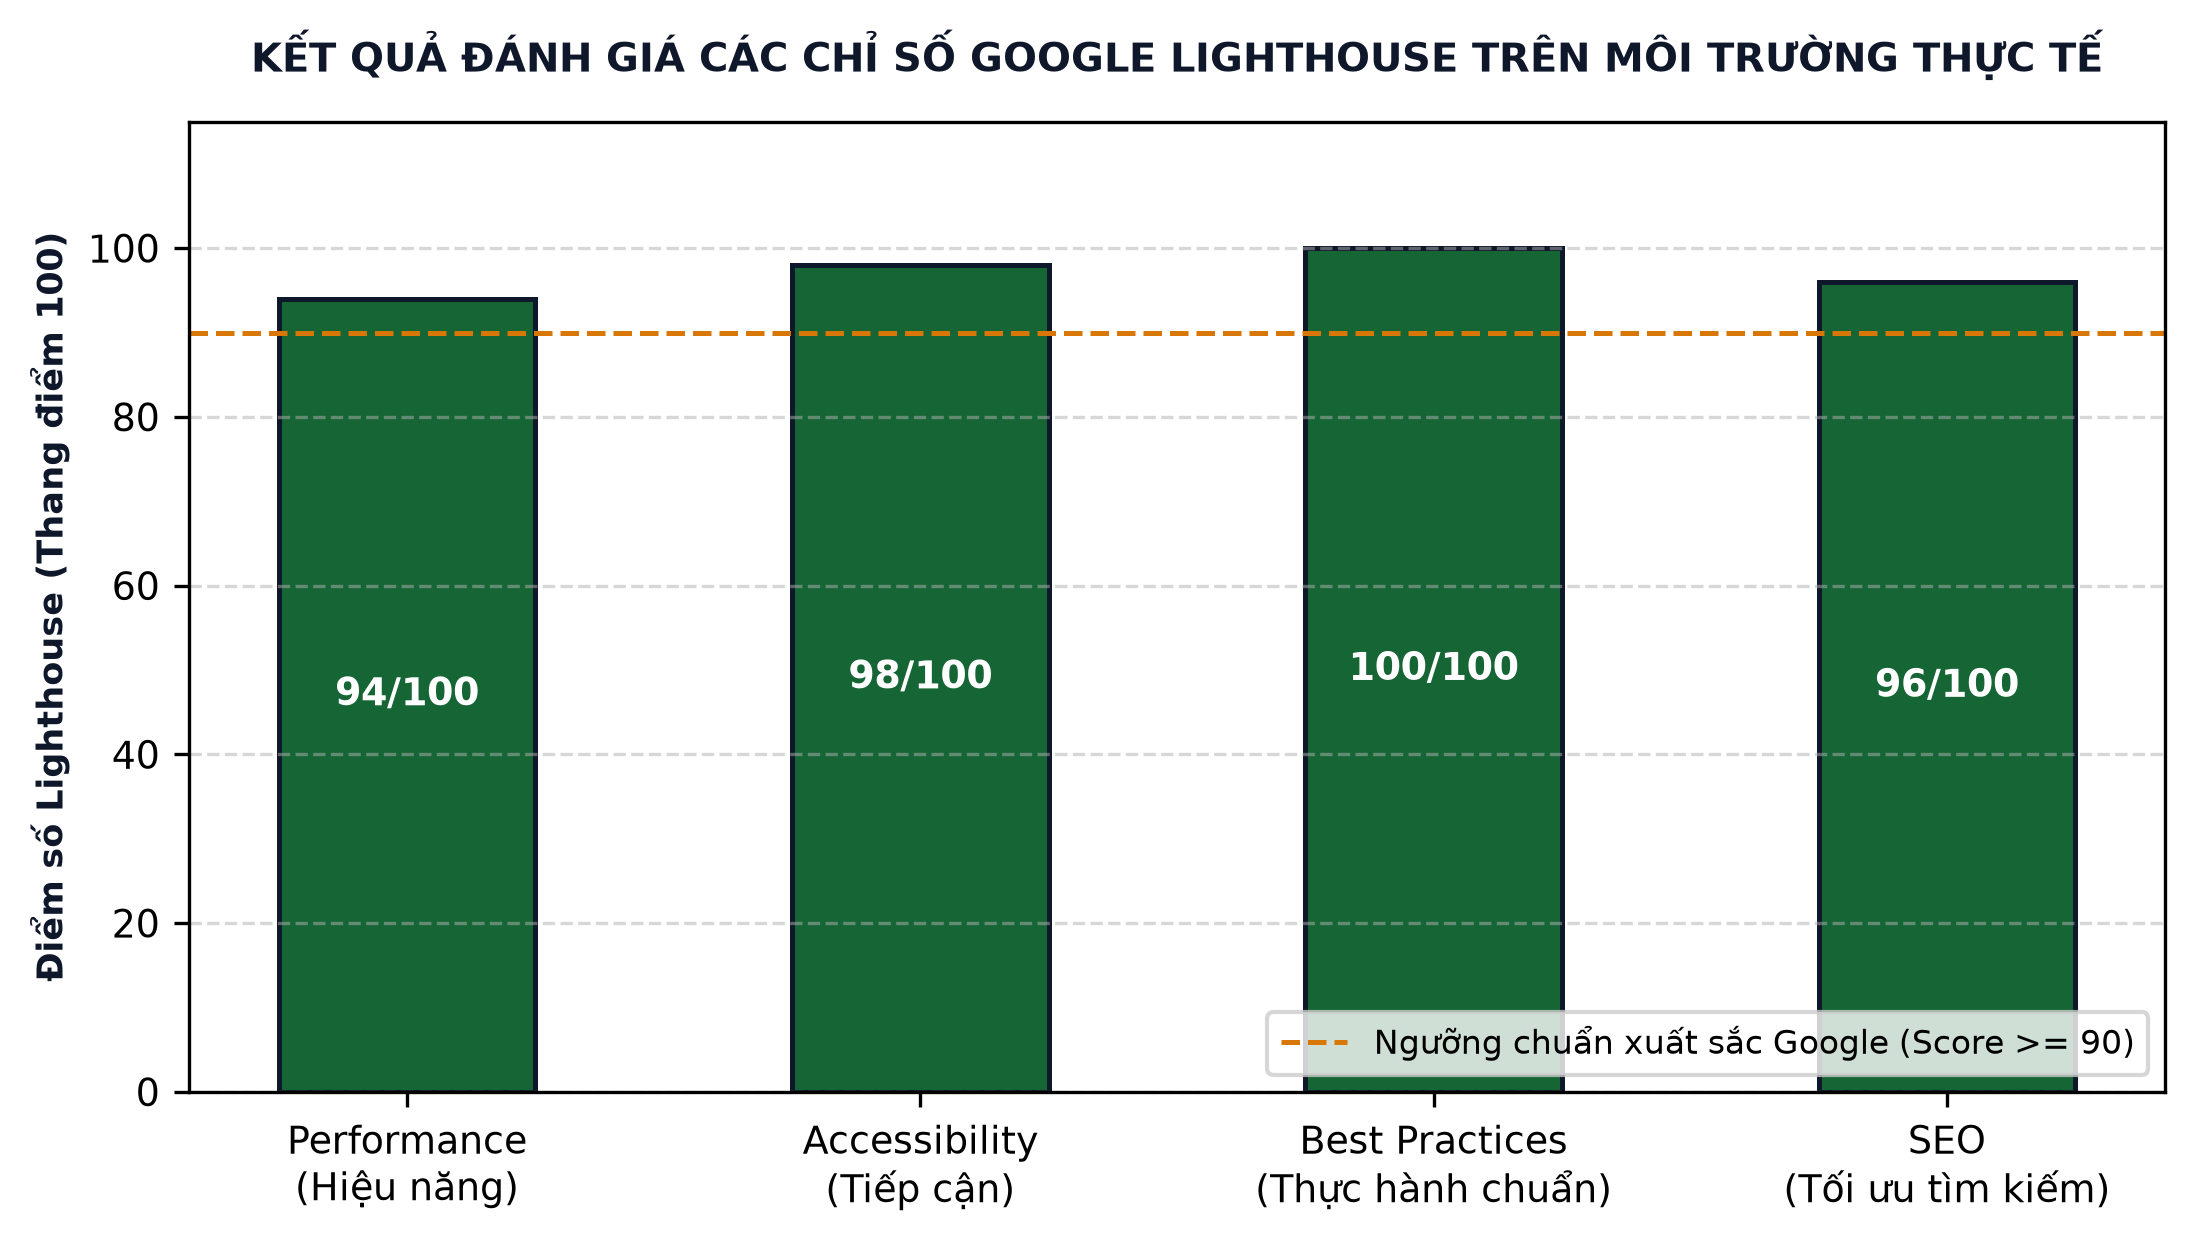 KẾT QUẢ ĐÁNH GIÁ CÁC CHỈ SỐ GOOGLE LIGHTHOUSE TRÊN MÔI TRƯỜNG THỰC TẾ
Điểm số Lighthouse (Thang điểm 100)
100
80
60
40
20
0
94/100
98/100
100/100
96/100
Ngưỡng chuẩn xuất sắc Google (Score >= 90)
Performance
(Hiệu năng)
Accessibility
(Tiếp cận)
Best Practices
(Thực hành chuẩn)
SEO
(Tối ưu tìm kiếm)